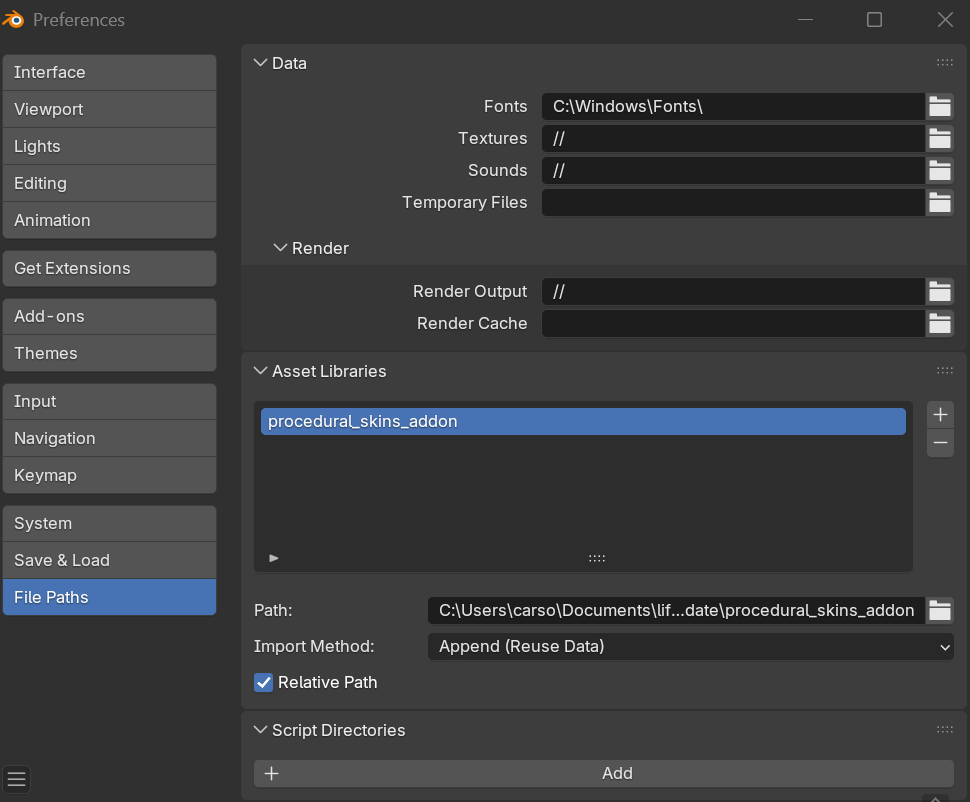 Preferences
Interface
Viewport
Lights
Editing
Animation
Get Extensions
Add-ons
Themes
Input
Navigation
Keymap
System
Save & Load
File Paths
Data
Fonts C:\Windows\Fonts\
Textures //
Sounds //
Temporary Files
Render
Render Output //
Render Cache
Asset Libraries
procedural_skins_addon
Path: C:\Users\carso\Documents\lif...date\procedural_skins_addon
Import Method: Append (Reuse Data)
Relative Path
Script Directories
Add